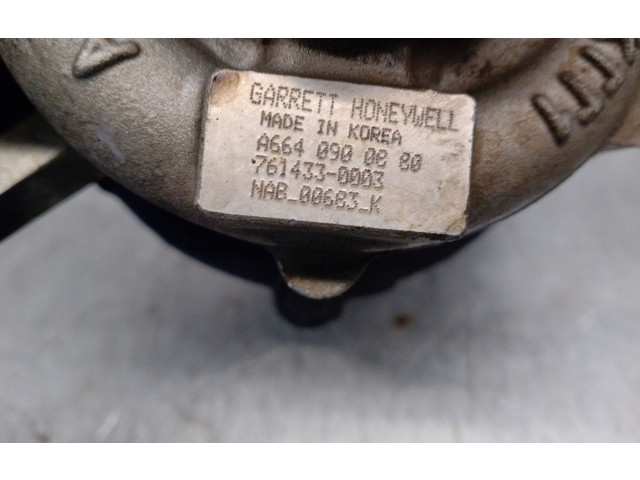 GARRETT HONEYWELL
MADE IN KOREA
A664 090 08 80
761433-0003
NAB_00683_K